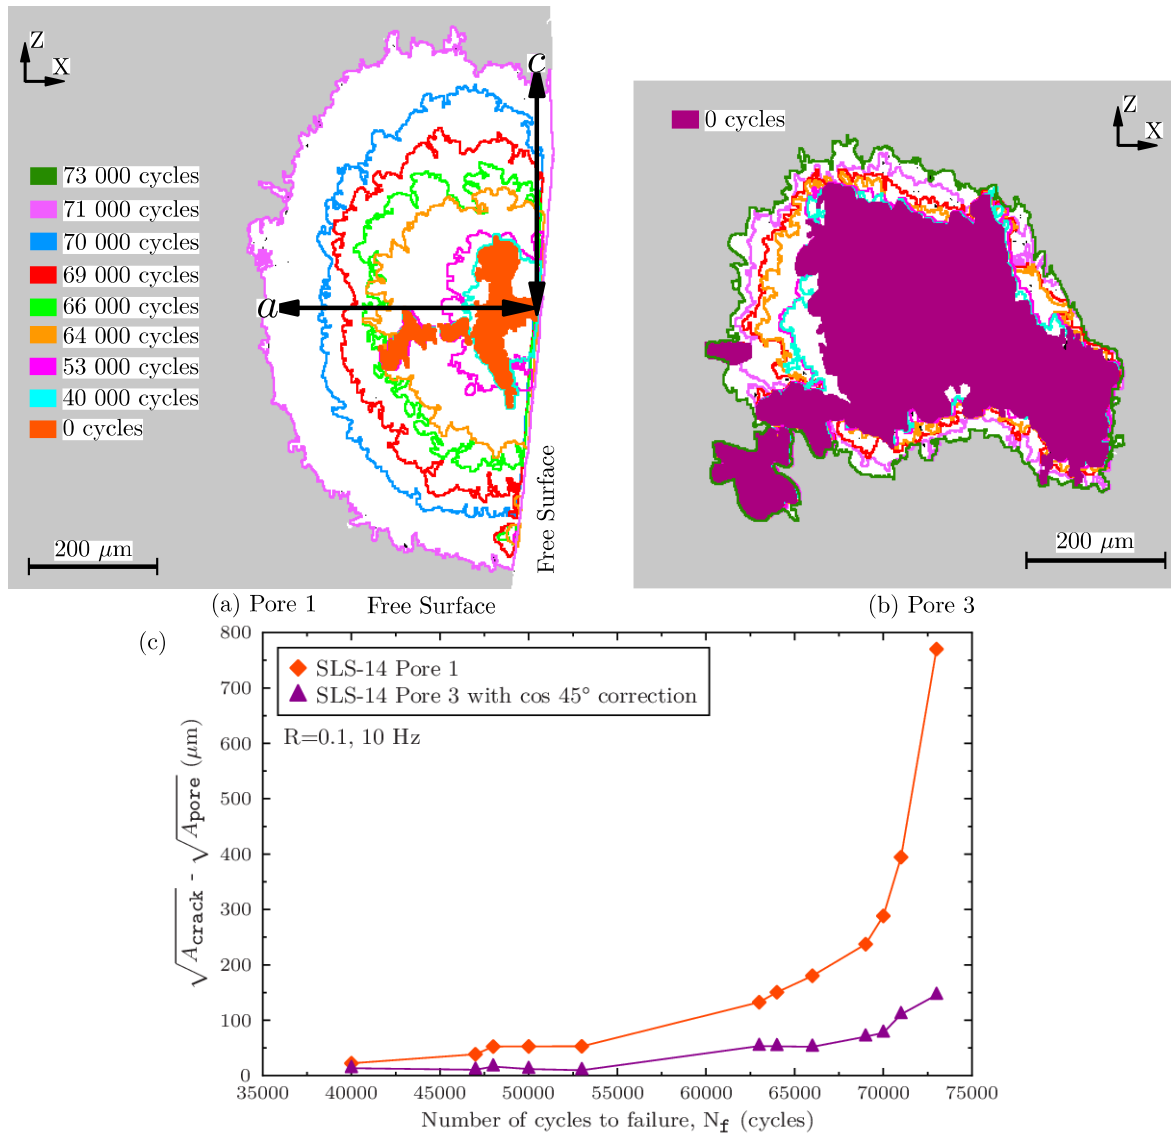 Z
X
c
a
73 000 cycles
71 000 cycles
70 000 cycles
69 000 cycles
66 000 cycles
64 000 cycles
53 000 cycles
40 000 cycles
0 cycles
200 μm
Free Surface
(a) Pore 1
Free Surface
0 cycles
Z
X
200 μm
(b) Pore 3
(c)
SLS-14 Pore 1
SLS-14 Pore 3 with cos 45° correction
R=0.1, 10 Hz
800
700
600
500
400
300
200
100
0
√A_crack - √A_pore (μm)
35000 40000 45000 50000 55000 60000 65000 70000 75000
Number of cycles to failure, N_f (cycles)